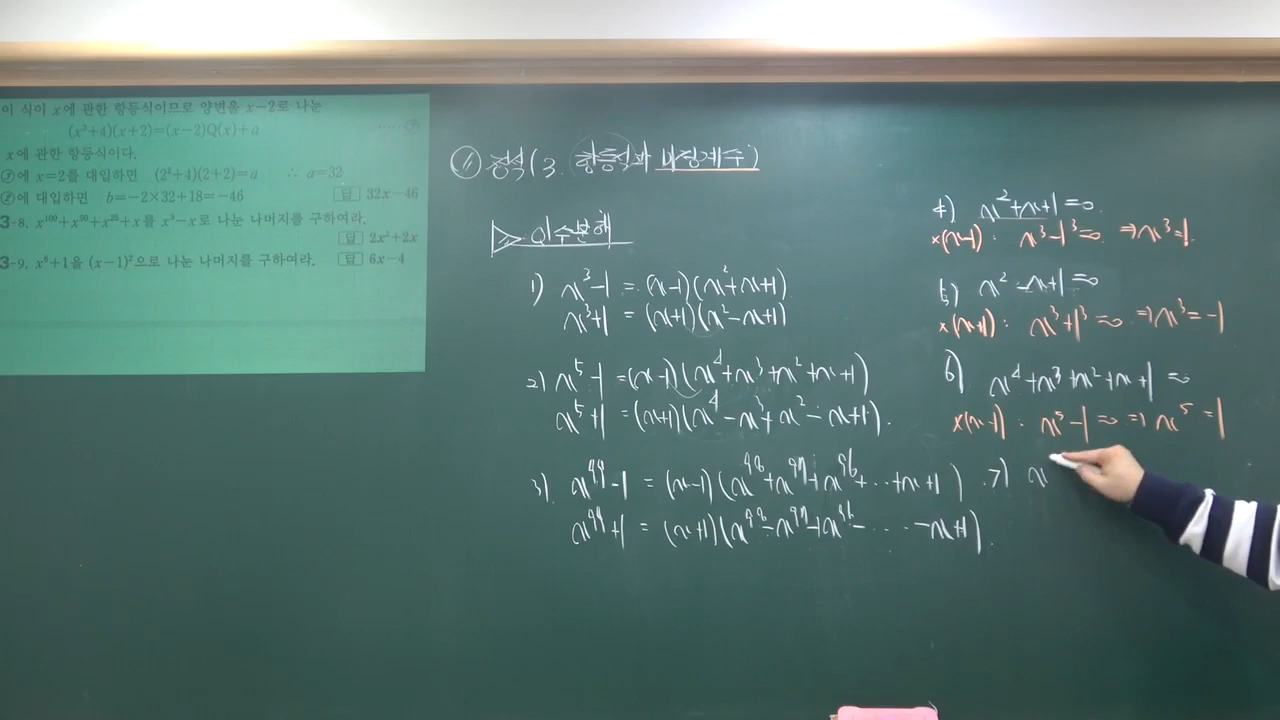 이 식이 x에 관한 항등식이므로 양변을 x−2로 나눈
(x²+4)(x+2)=(x−2)Q(x)+a ……㉮
x에 관한 항등식이다.
x=2를 대입하면 (2²+4)(2+2)=a ∴ a=32
에 대입하면 b=−2×32+18=−46 답 32x−46
3-8. x¹⁰⁰+x⁵⁰+x²⁵+x를 x³−x로 나눈 나머지를 구하여라.
답 2x²+2x
3-9. x⁶+1을 (x−1)²으로 나눈 나머지를 구하여라. 답 6x−4
정석(3. 항등식과 미정계수)
인수분해
1) x³−1 = (x−1)(x²+x+1)
x³+1 = (x+1)(x²−x+1)
2) x⁵−1 =(x−1)(x⁴+x³+x²+x+1)
x⁵+1 =(x+1)(x⁴−x³+x²−x+1).
3) x⁹⁹−1 = (x−1)(x⁹⁸+x⁹⁷+x⁹⁶+…+x+1)
x⁹⁹+1 = (x+1)(x⁹⁸−x⁹⁷+x⁹⁶−……−x+1).
4) x²+x+1=0.
×(x−1) : x³−1³=0. ⇒x³=1.
5) x²−x+1=0
×(x+1) : x³+1³=0 ⇒x³=−1
6) x⁴+x³+x²+x+1=0
×(x−1) : x⁵−1=0 ⇒ x⁵=1
7) x